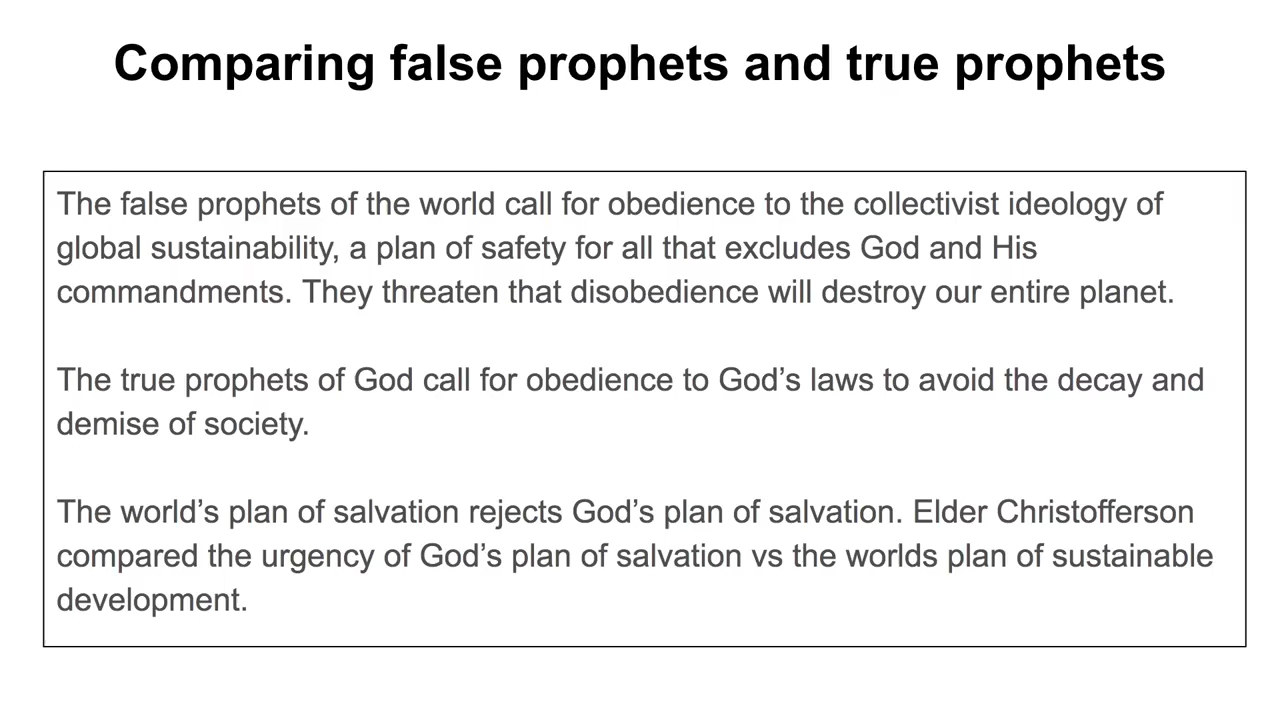 Comparing false prophets and true prophets
The false prophets of the world call for obedience to the collectivist ideology of
global sustainability, a plan of safety for all that excludes God and His
commandments. They threaten that disobedience will destroy our entire planet.
The true prophets of God call for obedience to God’s laws to avoid the decay and
demise of society.
The world’s plan of salvation rejects God’s plan of salvation. Elder Christofferson
compared the urgency of God’s plan of salvation vs the worlds plan of sustainable
development.